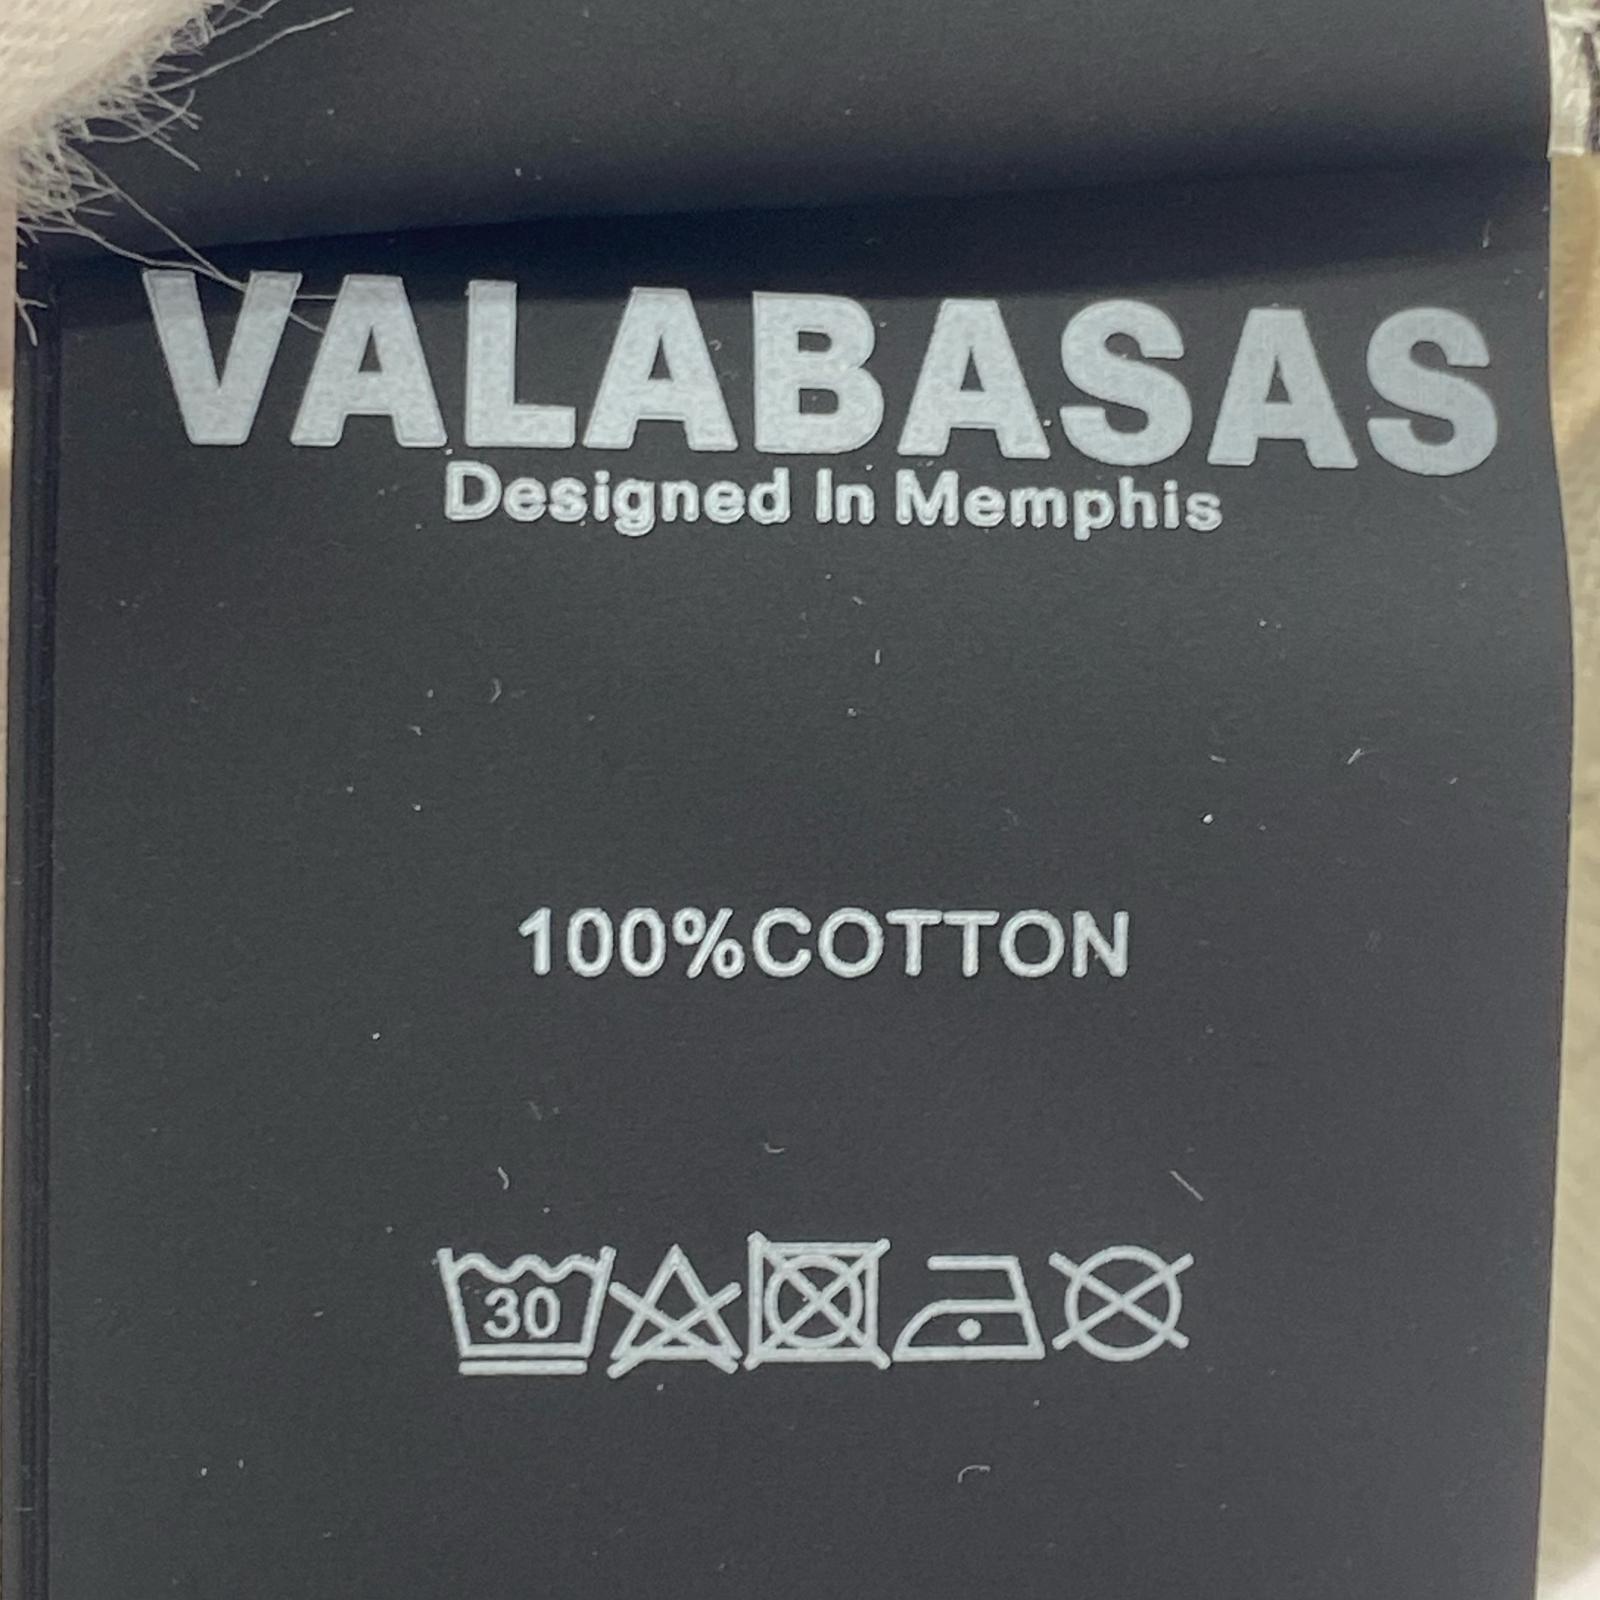 VALABASAS
Designed In Memphis
100%COTTON
30